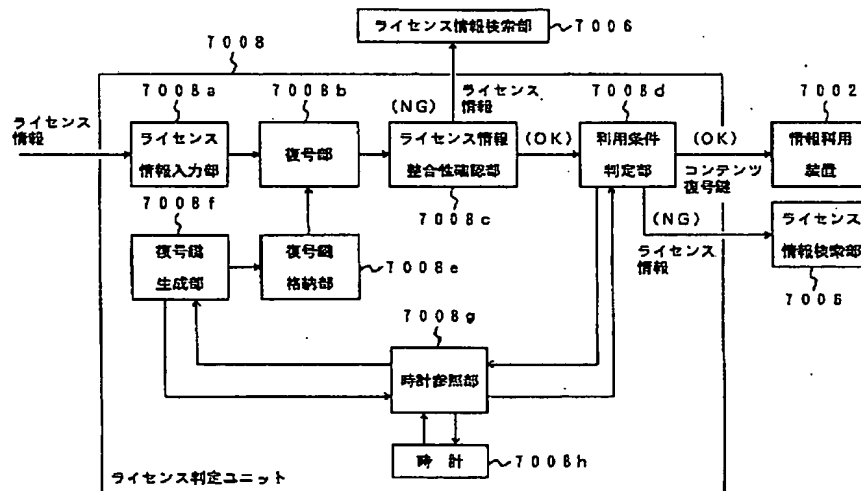 ライセンス情報検索部
7006
7008
7008a
7008b
(NG)
ライセンス
情報
7008d
7002
ライセンス
情報
ライセンス
情報入力部
復号部
ライセンス情報
整合性確認部
(OK)
利用条件
判定部
(OK)
コンテンツ
復号鍵
情報利用
装置
7008f
7008c
(NG)
ライセンス
情報
ライセンス
情報検索部
7006
復号鍵
生成部
復号鍵
格納部
7008e
7008g
時計参照部
時計
7008h
ライセンス判定ユニット